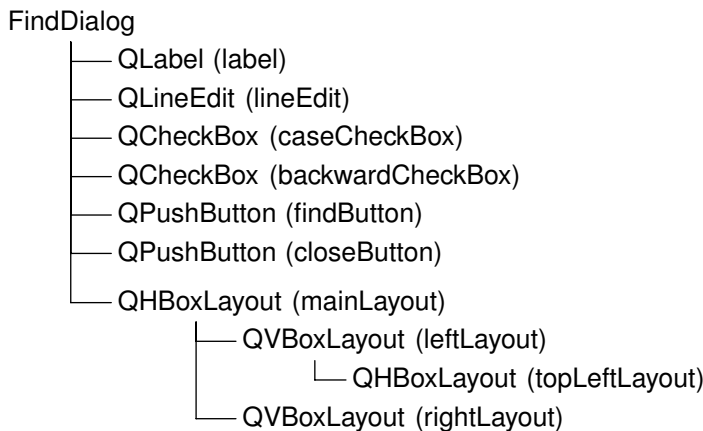 FindDialog
QLabel (label)
QLineEdit (lineEdit)
QCheckBox (caseCheckBox)
QCheckBox (backwardCheckBox)
QPushButton (findButton)
QPushButton (closeButton)
QHBoxLayout (mainLayout)
QVBoxLayout (leftLayout)
QHBoxLayout (topLeftLayout)
QVBoxLayout (rightLayout)